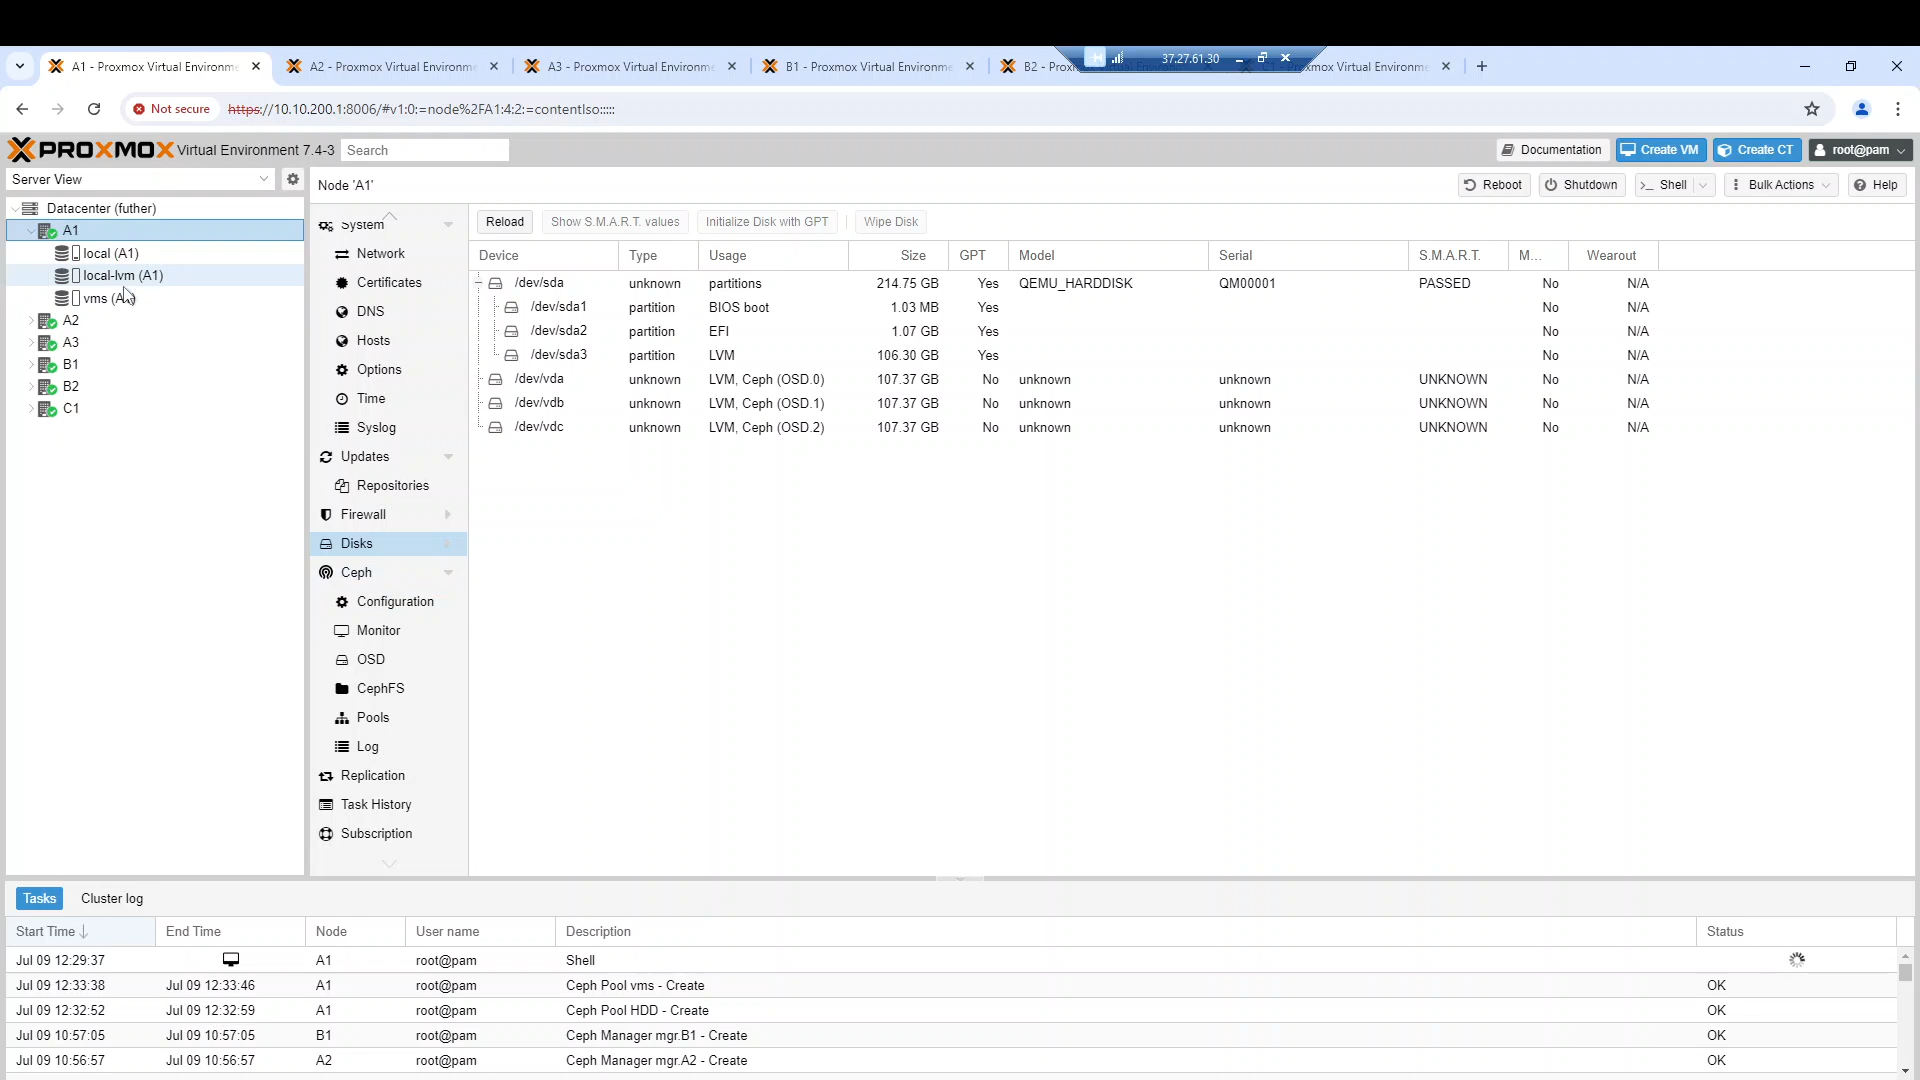 A1 - Proxmox Virtual Environm
A2 - Proxmox Virtual Environm
A3 - Proxmox Virtual Environm
B1 - Proxmox Virtual Environm
B2 - Prox
Proxmox Virtual Environm
37.27.61.30
Not secure
https://10.10.200.1:8006/#v1:0:=node%2FA1:4:2:=contentIso:::::
PROXMOX Virtual Environment 7.4-3
Search
Documentation
Create VM
Create CT
root@pam
Server View
Node 'A1'
Reboot
Shutdown
>_ Shell
Bulk Actions
Help
Datacenter (futher)
A1
local (A1)
local-lvm (A1)
vms
A2
A3
B1
B2
C1
System
Network
Certificates
DNS
Hosts
Options
Time
Syslog
Updates
Repositories
Firewall
Disks
Ceph
Configuration
Monitor
OSD
CephFS
Pools
Log
Replication
Task History
Subscription
Reload
Show S.M.A.R.T. values
Initialize Disk with GPT
Wipe Disk
Device Type Usage Size GPT Model Serial S.M.A.R.T. M... Wearout
/dev/sda unknown partitions 214.75 GB Yes QEMU_HARDDISK QM00001 PASSED No N/A
/dev/sda1 partition BIOS boot 1.03 MB Yes No N/A
/dev/sda2 partition EFI 1.07 GB Yes No N/A
/dev/sda3 partition LVM 106.30 GB Yes No N/A
/dev/vda unknown LVM, Ceph (OSD.0) 107.37 GB No unknown unknown UNKNOWN No N/A
/dev/vdb unknown LVM, Ceph (OSD.1) 107.37 GB No unknown unknown UNKNOWN No N/A
/dev/vdc unknown LVM, Ceph (OSD.2) 107.37 GB No unknown unknown UNKNOWN No N/A
Tasks
Cluster log
Start Time End Time Node User name Description Status
Jul 09 12:29:37 A1 root@pam Shell
Jul 09 12:33:38 Jul 09 12:33:46 A1 root@pam Ceph Pool vms - Create OK
Jul 09 12:32:52 Jul 09 12:32:59 A1 root@pam Ceph Pool HDD - Create OK
Jul 09 10:57:05 Jul 09 10:57:05 B1 root@pam Ceph Manager mgr.B1 - Create OK
Jul 09 10:56:57 Jul 09 10:56:57 A2 root@pam Ceph Manager mgr.A2 - Create OK